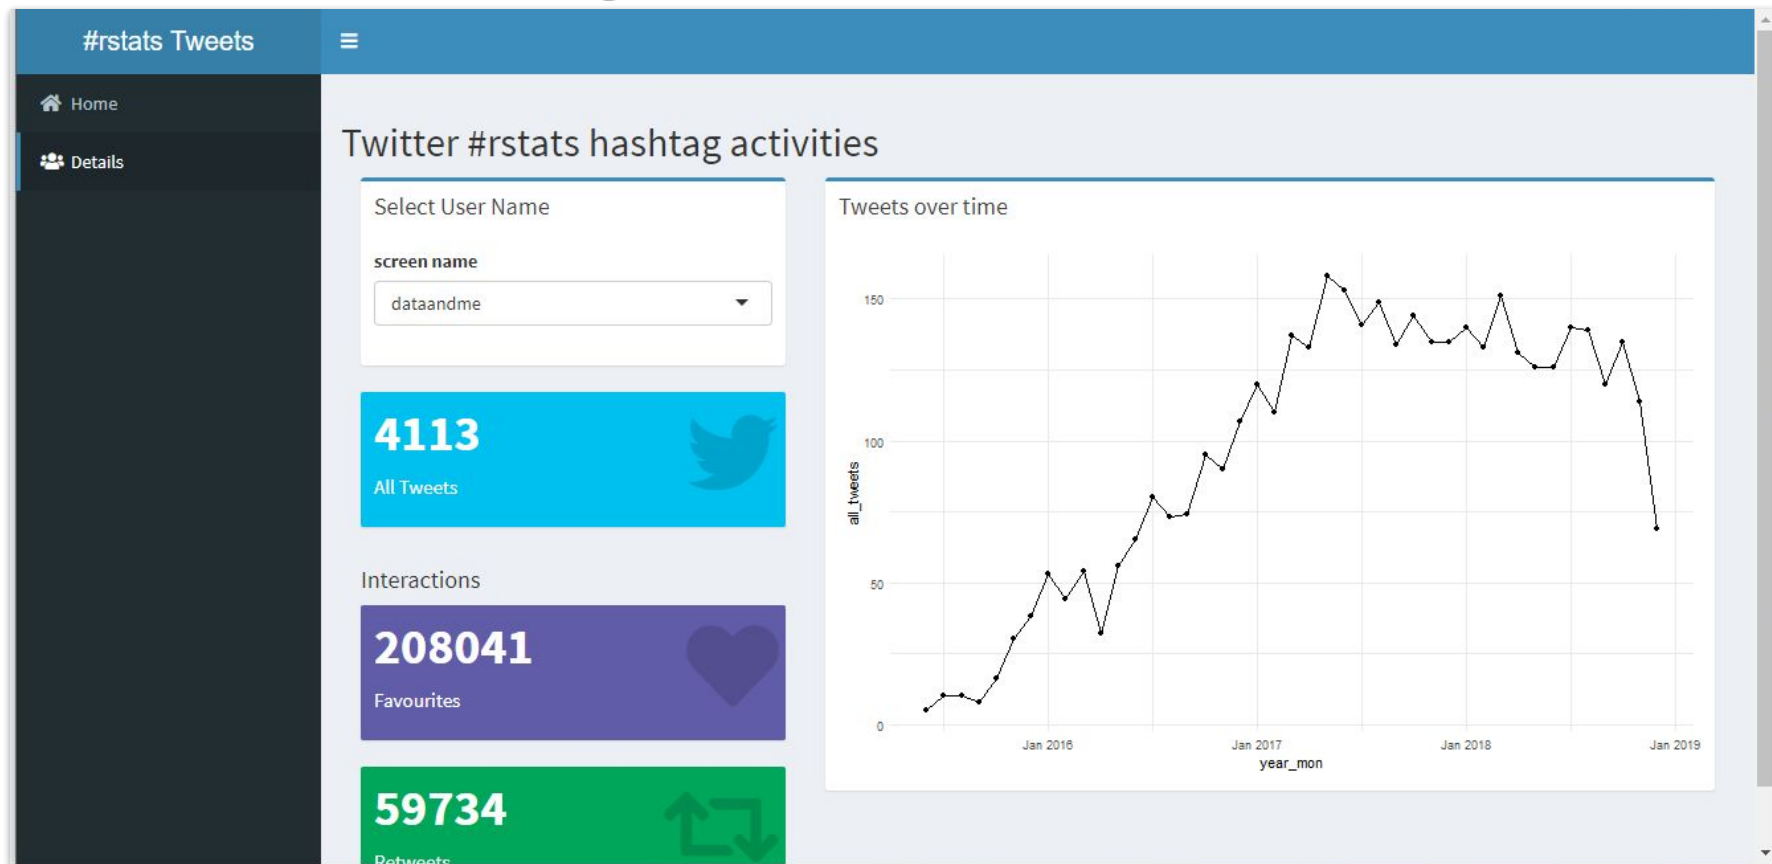 #rstats Tweets
Home
Details
Twitter #rstats hashtag activities
Select User Name
screen name
dataandme
4113
All Tweets
Interactions
208041
Favourites
59734
Retweets
Tweets over time
150
100
50
0
all_tweets
Jan 2016 Jan 2017 Jan 2018 Jan 2019
year_mon